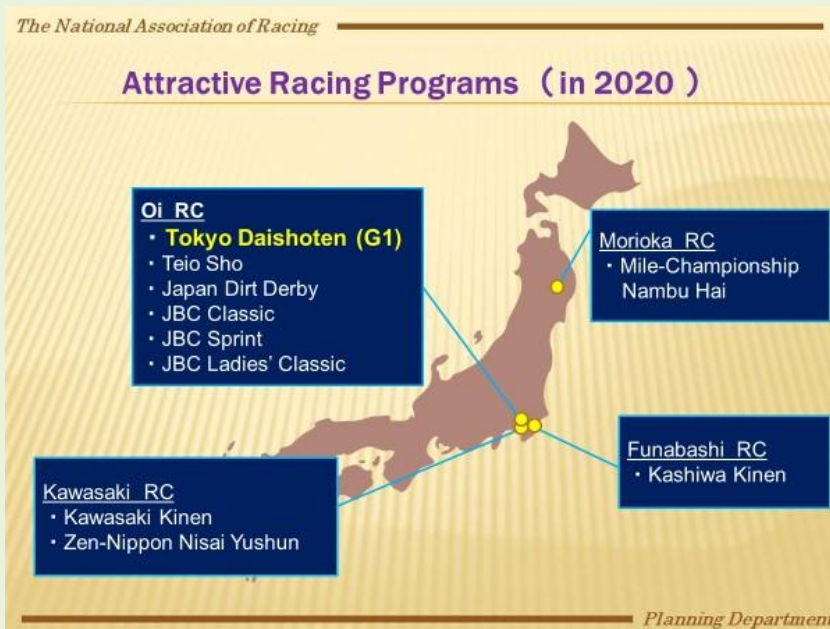 The National Association of Racing
Attractive Racing Programs （in 2020 ）
Oi RC
・Tokyo Daishoten (G1)
・Teio Sho
・Japan Dirt Derby
・JBC Classic
・JBC Sprint
・JBC Ladies’ Classic
Morioka RC
・Mile-Championship
Nambu Hai
Funabashi RC
・Kashiwa Kinen
Kawasaki RC
・Kawasaki Kinen
・Zen-Nippon Nisai Yushun
Planning Department